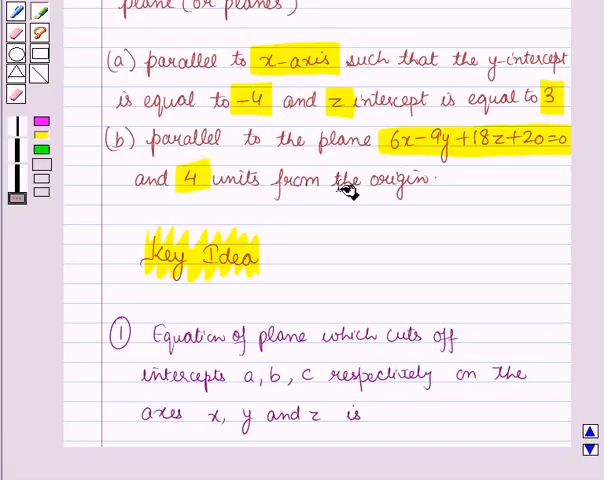 plane (or planes)
(a) parallel to x-axis such that the y-intercept
is equal to -4 and z intercept is equal to 3
(b) parallel to the plane 6x-9y+18z+20=0
and 4 units from the origin.
Key Idea
① Equation of plane which cuts off
intercepts a, b, c respectively on the
axes x, y and z is